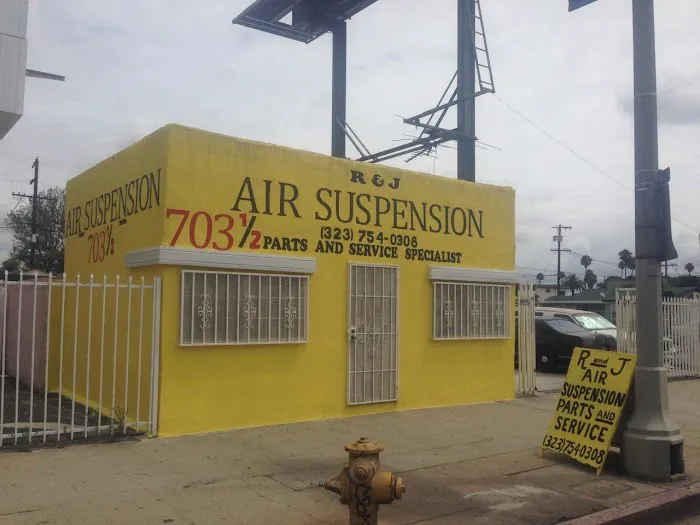 AIR SUSPENSION
703½
R & J
AIR SUSPENSION
703½
(323) 754-0308
PARTS AND SERVICE SPECIALIST
R and J
AIR
SUSPENSION
PARTS AND
SERVICE
(323)754-0308